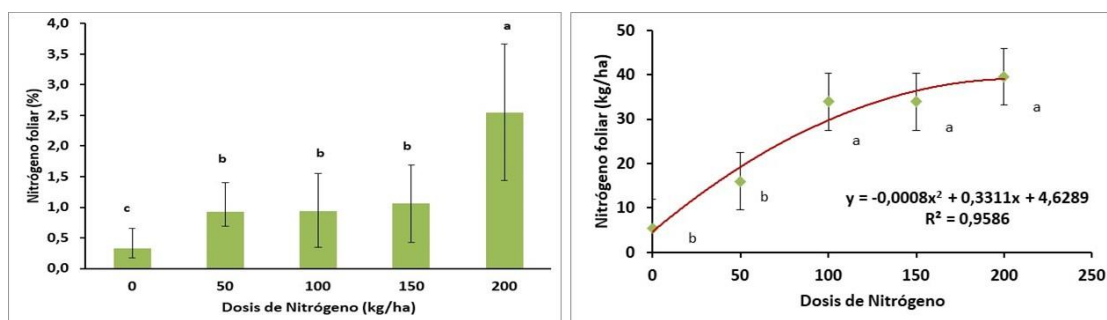 4,0
3,5
3,0
2,5
2,0
1,5
1,0
0,5
0,0
Nitrógeno foliar (%)
c
b
b
b
a
0 50 100 150 200
Dosis de Nitrógeno (kg/ha)
50
40
30
20
10
0
Nitrógeno foliar (kg/ha)
b
b
a
a
a
y = -0,0008x² + 0,3311x + 4,6289
R² = 0,9586
0 50 100 150 200 250
Dosis de Nitrógeno